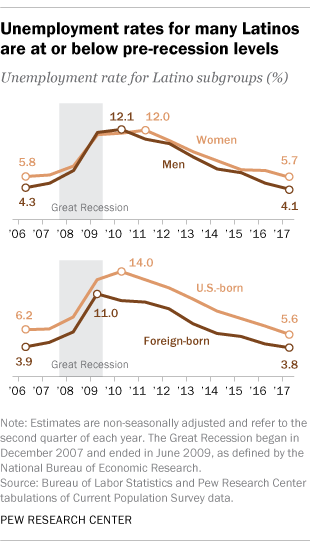 Unemployment rates for many Latinos
are at or below pre-recession levels
Unemployment rate for Latino subgroups (%)
12.1
12.0
Women
Men
5.8
5.7
4.3
Great Recession
4.1
'06 '07 '08 '09 '10 '11 '12 '13 '14 '15 '16 '17
14.0
U.S.-born
6.2
11.0
5.6
Foreign-born
3.9
Great Recession
3.8
'06 '07 '08 '09 '10 '11 '12 '13 '14 '15 '16 '17
Note: Estimates are non-seasonally adjusted and refer to the
second quarter of each year. The Great Recession began in
December 2007 and ended in June 2009, as defined by the
National Bureau of Economic Research.
Source: Bureau of Labor Statistics and Pew Research Center
tabulations of Current Population Survey data.
PEW RESEARCH CENTER